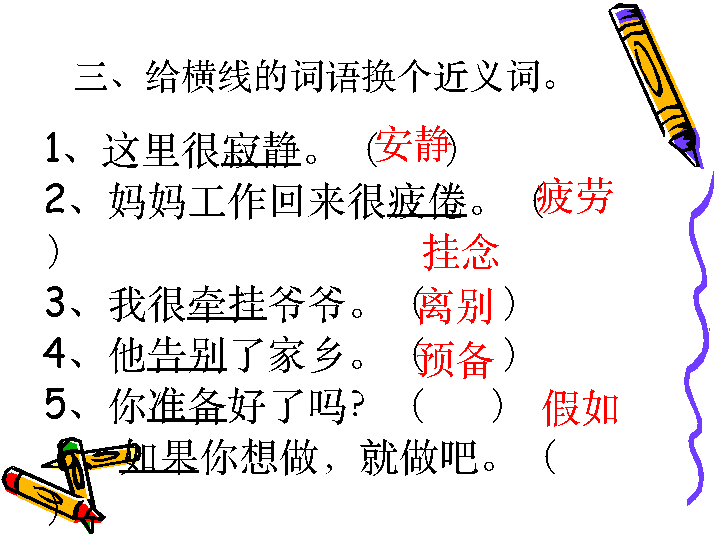 三、给横线的词语换个近义词。
1、这里很寂静。（安静）
2、妈妈工作回来很疲倦。（疲劳
）
挂念
3、我很牵挂爷爷。（离别）
4、他告别了家乡。（预备）
5、你准备好了吗?（ ）假如
如果你想做，就做吧。（
）